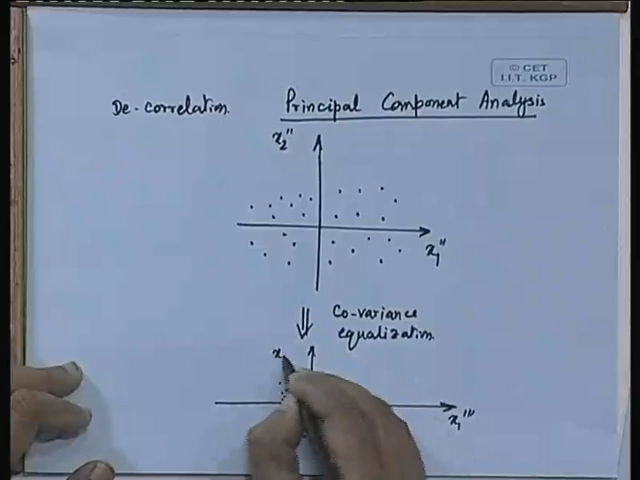 © CET
I.I.T. KGP
De-correlation. Principal Component Analysis
x₂''
x₁''
Co-variance
equalization.
x
x₁'''